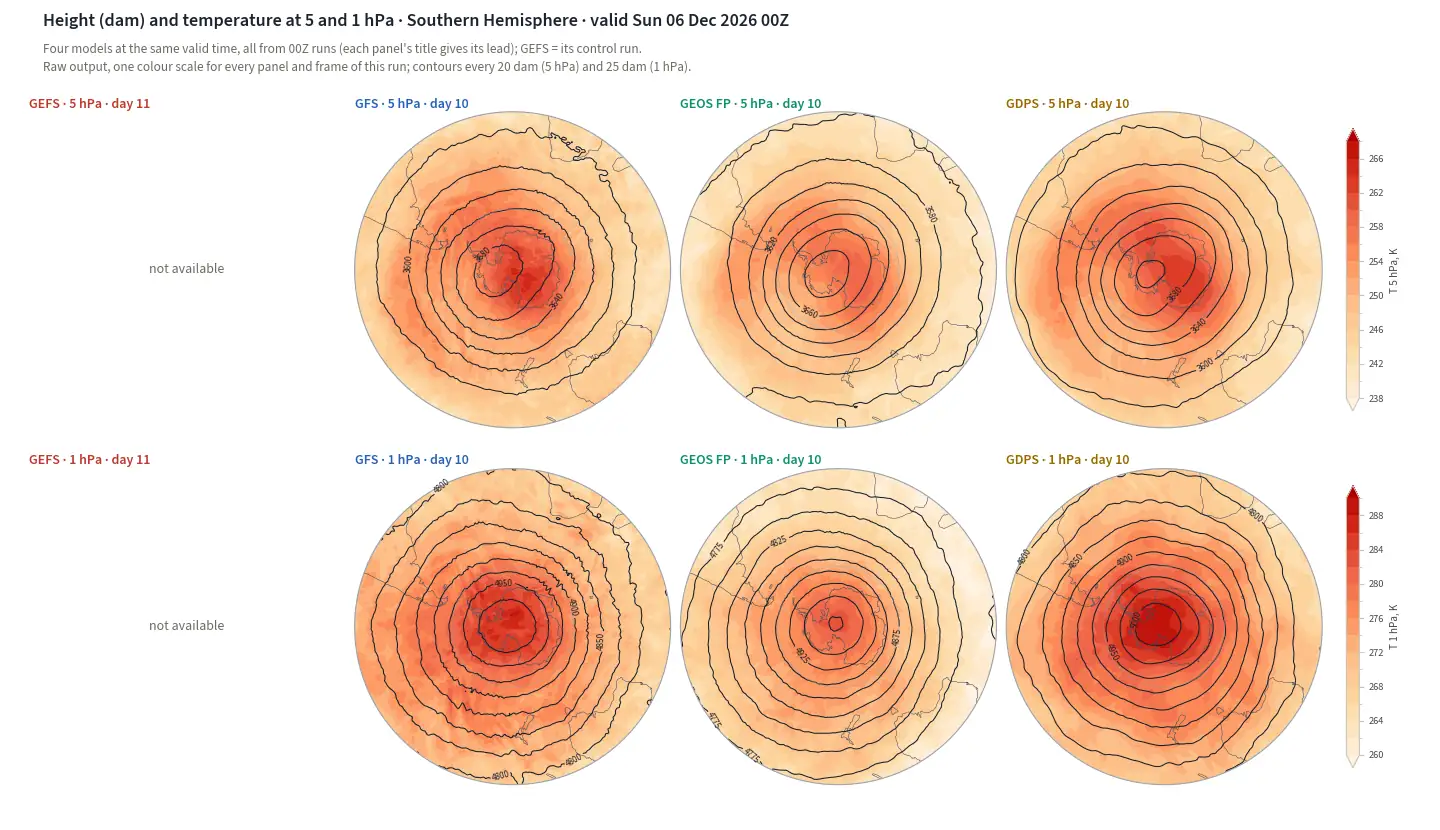 Height (dam) and temperature at 5 and 1 hPa · Southern Hemisphere · valid Sun 06 Dec 2026 00Z
Four models at the same valid time, all from 00Z runs (each panel's title gives its lead); GEFS = its control run.
Raw output, one colour scale for every panel and frame of this run; contours every 20 dam (5 hPa) and 25 dam (1 hPa).
GEFS · 5 hPa · day 11
GFS · 5 hPa · day 10
GEOS FP · 5 hPa · day 10
GDPS · 5 hPa · day 10
not available
3600
3640
3580
3660
3680
3640
3600
266
262
258
254
250
246
242
238
T 5 hPa, K
GEFS · 1 hPa · day 11
GFS · 1 hPa · day 10
GEOS FP · 1 hPa · day 10
GDPS · 1 hPa · day 10
not available
4800
4950
4900
4850
4800
4800
4775
4825
4875
4925
4775
4775
4800
4800
4850
4900
4950
288
284
280
276
272
268
264
260
T 1 hPa, K